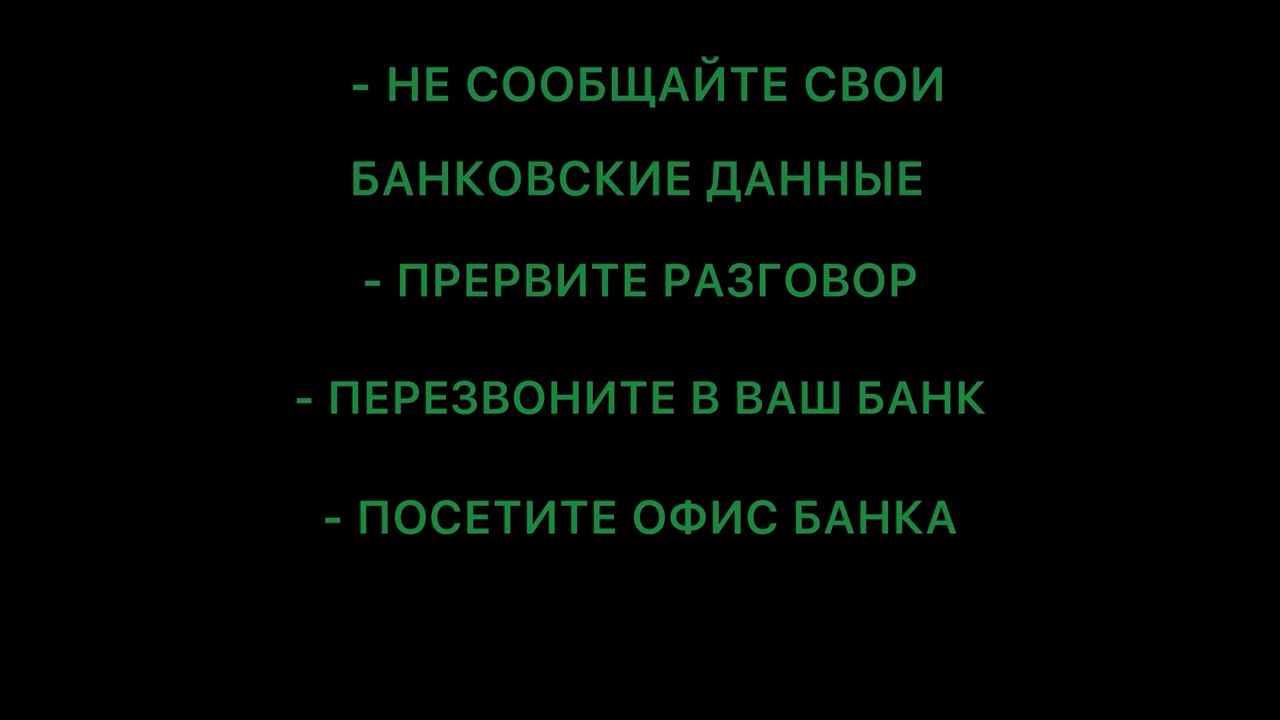 - НЕ СООБЩАЙТЕ СВОИ
БАНКОВСКИЕ ДАННЫЕ
- ПРЕРВИТЕ РАЗГОВОР
- ПЕРЕЗВОНИТЕ В ВАШ БАНК
- ПОСЕТИТЕ ОФИС БАНКА